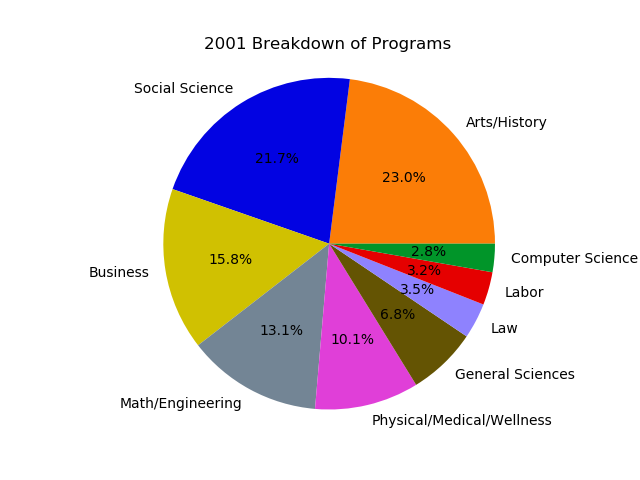 2001 Breakdown of Programs
Social Science
Arts/History
21.7%
23.0%
Business
15.8%
2.8%
Computer Science
3.2%
Labor
3.5%
Law
6.8%
General Sciences
13.1%
10.1%
Math/Engineering
Physical/Medical/Wellness